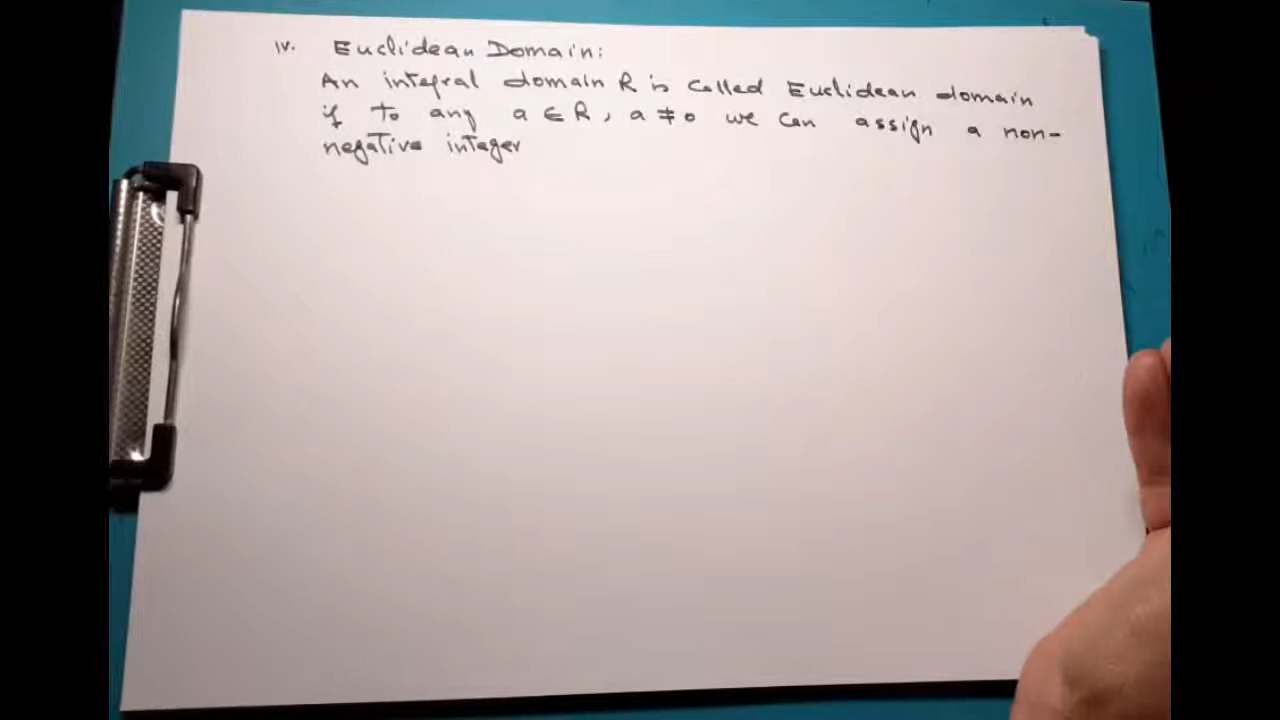 iv. Euclidean Domain:
An integral domain R is called Euclidean domain
if to any a ∈ R, a ≠ 0 we can assign a non-
negative integer